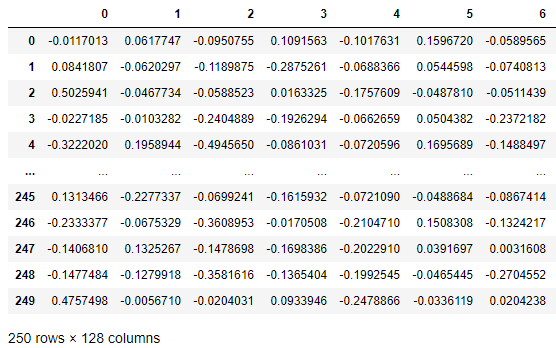 0 1 2 3 4 5 6
0 -0.0117013 0.0617747 -0.0950755 0.1091563 -0.1017631 0.1596720 -0.0589565
1 0.0841807 -0.0620297 -0.1189875 -0.2875261 -0.0688366 0.0544598 -0.0740813
2 0.5025941 -0.0467734 -0.0588523 0.0163325 -0.1757609 -0.0487810 -0.0511439
3 -0.0227185 -0.0103282 -0.2404889 -0.1926294 -0.0662659 0.0504382 -0.2372182
4 -0.3222020 0.1958944 -0.4945650 -0.0861031 -0.0720596 0.1695689 -0.1488497
... ... ... ... ... ... ... ...
245 0.1313466 -0.2277337 -0.0699241 -0.1615932 -0.0721090 -0.0488684 -0.0867414
246 -0.2333377 -0.0675329 -0.3608953 -0.0170508 -0.2104710 0.1508308 -0.1324217
247 -0.1406810 0.1325267 -0.1478698 -0.1698386 -0.2022910 0.0391697 0.0031608
248 -0.1477484 -0.1279918 -0.3581616 -0.1365404 -0.1992545 -0.0465445 -0.2704552
249 0.4757498 -0.0056710 -0.0204031 0.0933946 -0.2478866 -0.0336119 0.0204238
250 rows × 128 columns